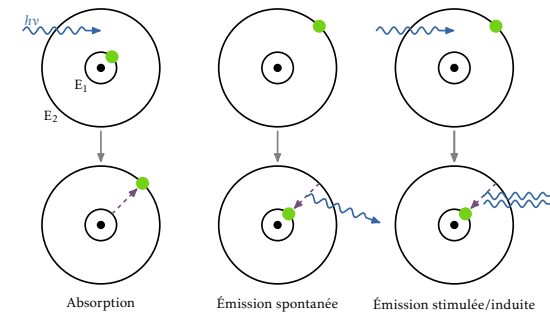 hν
E₁
E₂
Absorption
Émission spontanée
Émission stimulée/induite